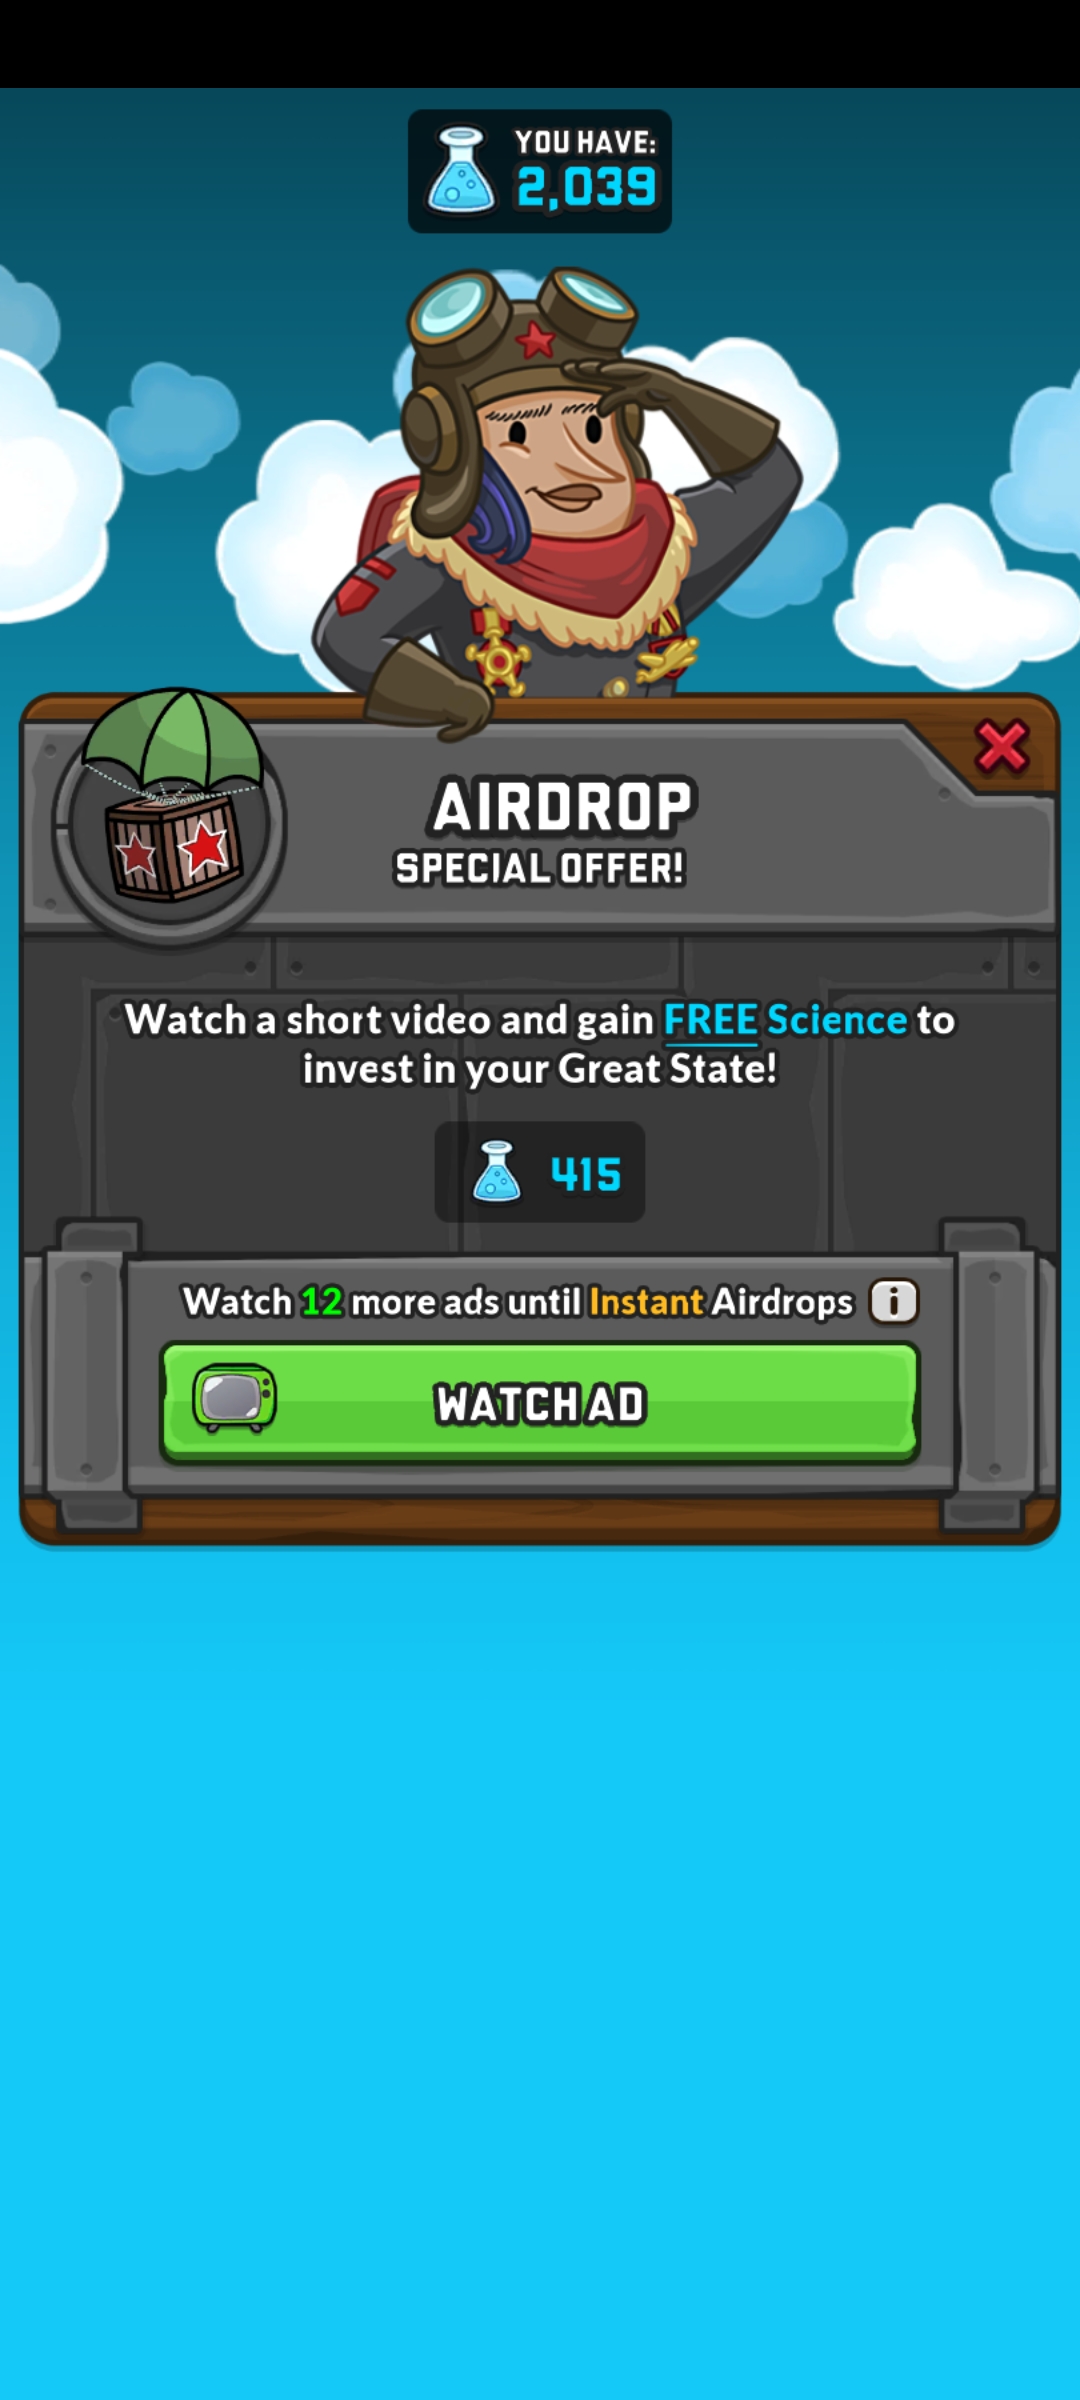 YOU HAVE:
2,039
AIRDROP
SPECIAL OFFER!
Watch a short video and gain FREE Science to
invest in your Great State!
415
Watch 12 more ads until Instant Airdrops i
WATCH AD